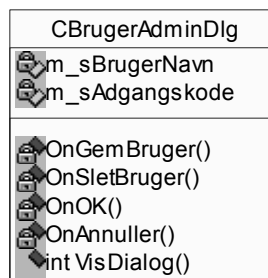 CBrugerAdminDlg
m_sBrugerNavn
m_sAdgangskode
OnGemBruger()
OnSletBruger()
OnOK()
OnAnnuller()
int VisDialog()